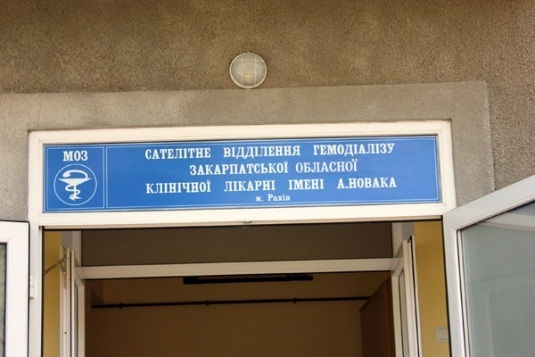 МОЗ
САТЕЛІТНЕ ВІДДІЛЕННЯ ГЕМОДІАЛІЗУ
ЗАКАРПАТСЬКОЇ ОБЛАСНОЇ
КЛІНІЧНОЇ ЛІКАРНІ ІМЕНІ А.НОВАКА
м. Рахів